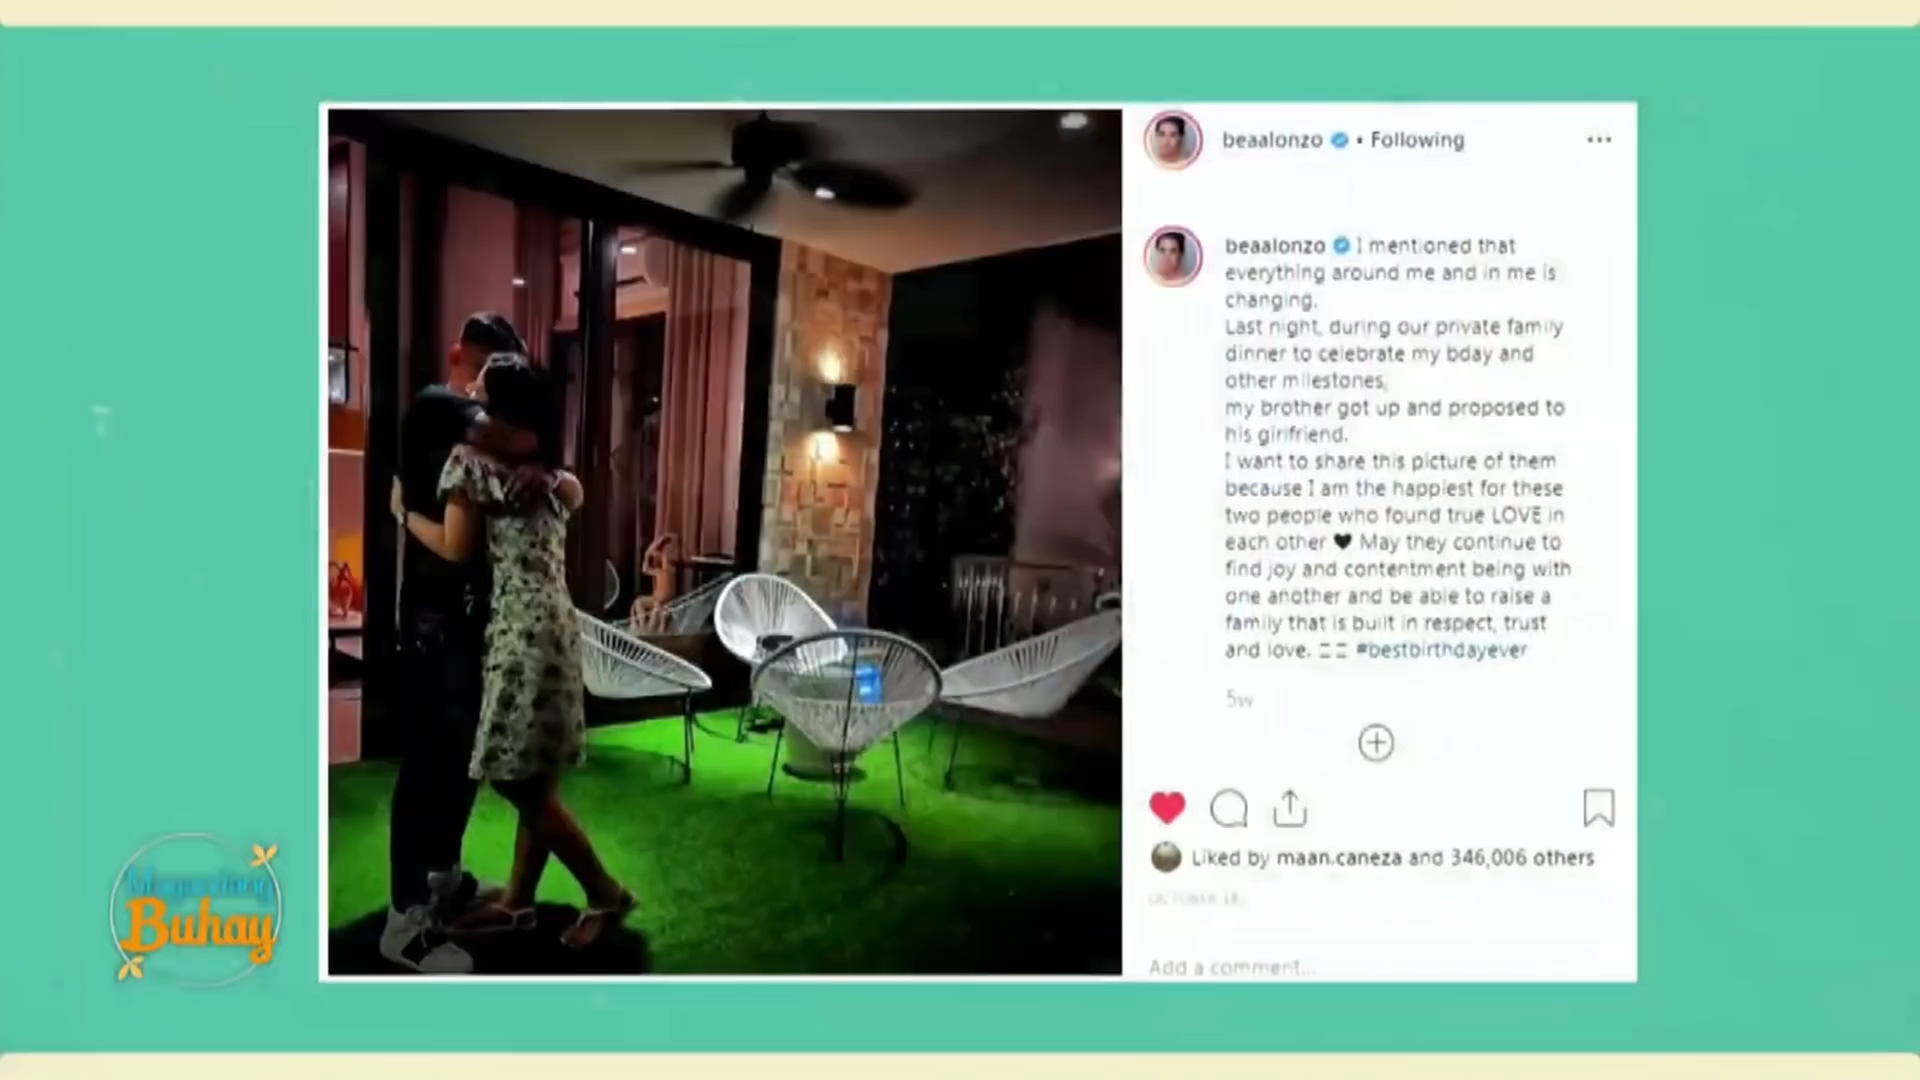 beaalonzo • Following
beaalonzo I mentioned that
everything around me and in me is
changing.
Last night, during our private family
dinner to celebrate my bday and
other milestones,
my brother got up and proposed to
his girlfriend.
I want to share this picture of them
because I am the happiest for these
two people who found true LOVE in
each other 🖤 May they continue to
find joy and contentment being with
one another and be able to raise a
family that is built in respect, trust
and love. #bestbirthdayever
5w
Liked by maan.caneza and 346,006 others
OCTOBER 18
Add a comment...
Magandang
Buhay